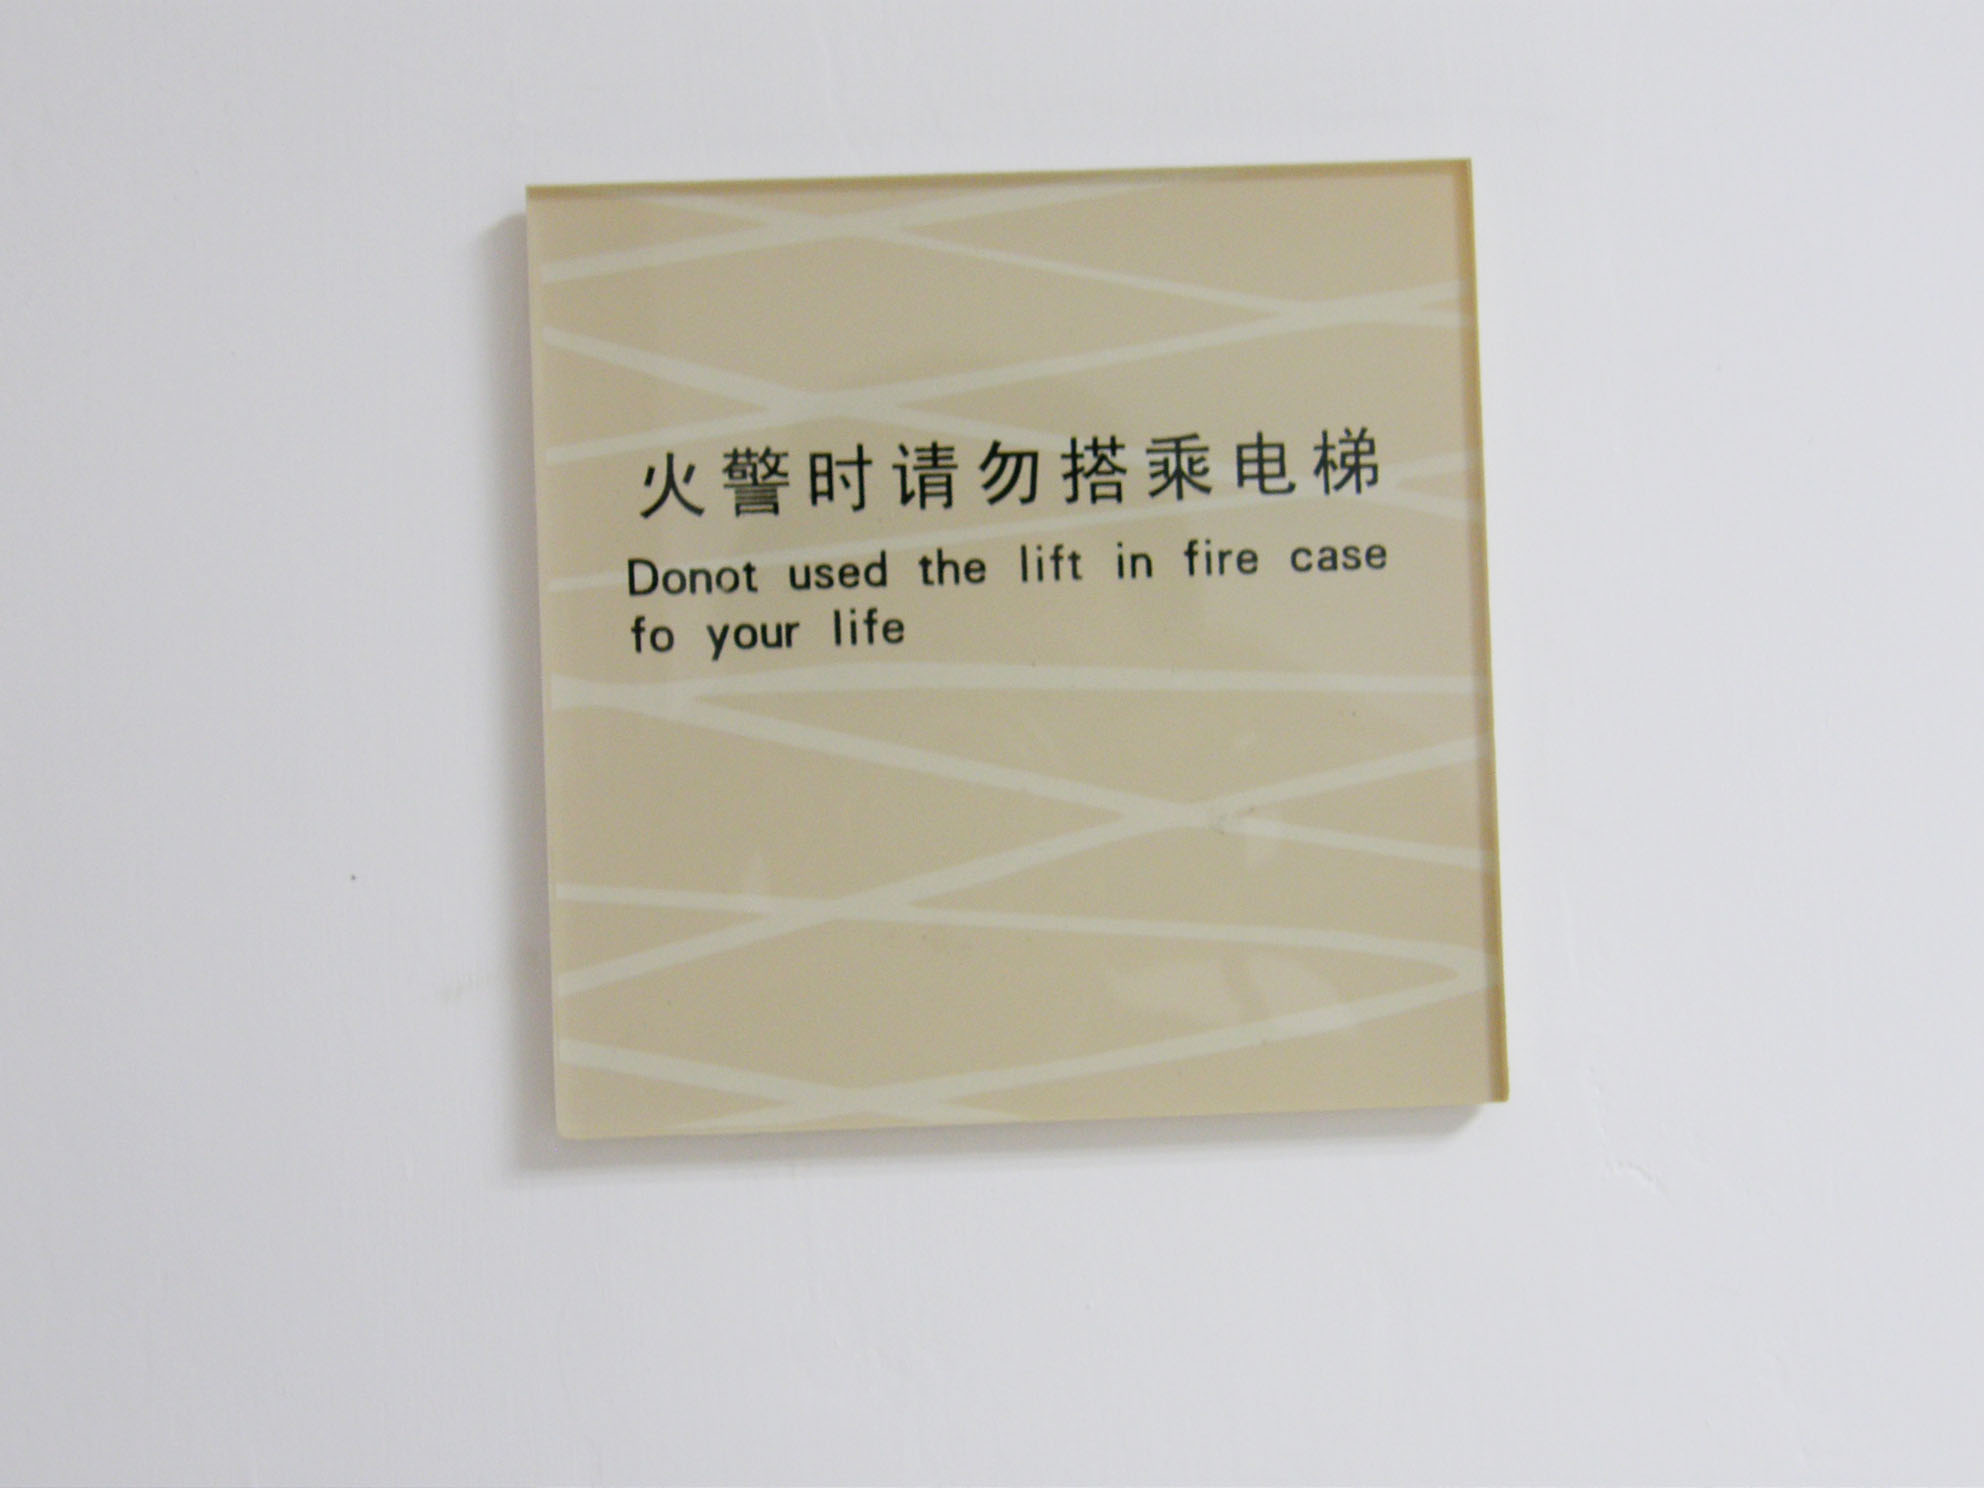 火警时请勿搭乘电梯
Donot used the lift in fire case
fo your life